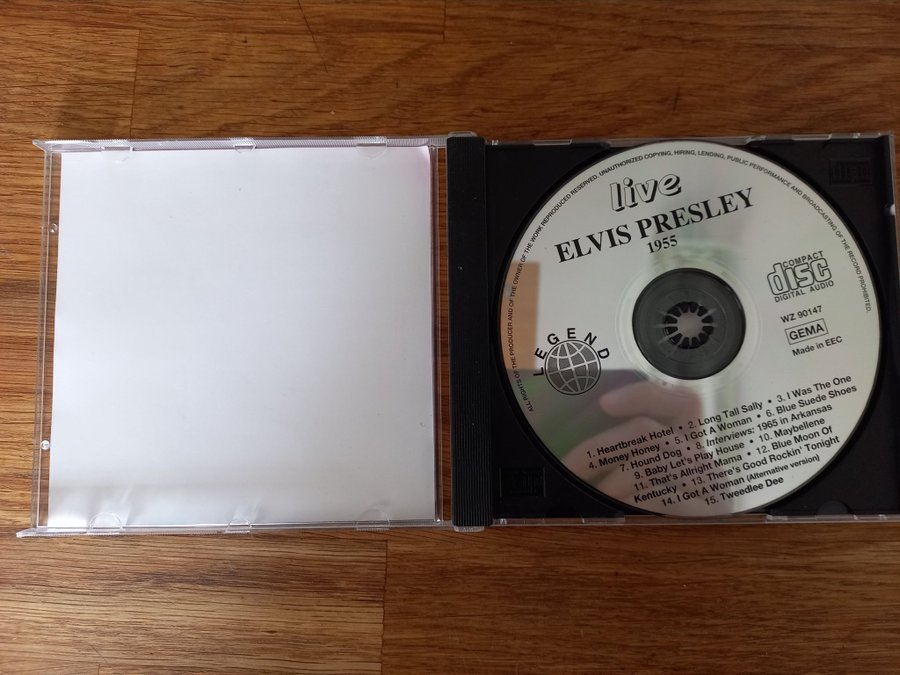 ALL RIGHTS OF THE PRODUCER AND OF THE OWNER OF THE WORK REPRODUCED RESERVED, UNAUTHORIZED COPYING, HIRING, LENDING, PUBLIC PERFORMANCE AND BROADCASTING OF THE RECORD PROHIBITED.
live
ELVIS PRESLEY
1955
COMPACT
disc
DIGITAL AUDIO
WZ 90147
GEMA
Made in EEC
LEGEND
1. Heartbreak Hotel • 2. Long Tall Sally • 3. I Was The One
4. Money Honey • 5. I Got A Woman • 6. Blue Suede Shoes
7. Hound Dog • 8. Interviews: 1965 in Arkansas
9. Baby Let's Play House • 10. Maybellene
11. That's Allright Mama • 12. Blue Moon Of
Kentucky • 13. There's Good Rockin' Tonight
14. I Got A Woman (Alternative version)
15. Tweedlee Dee